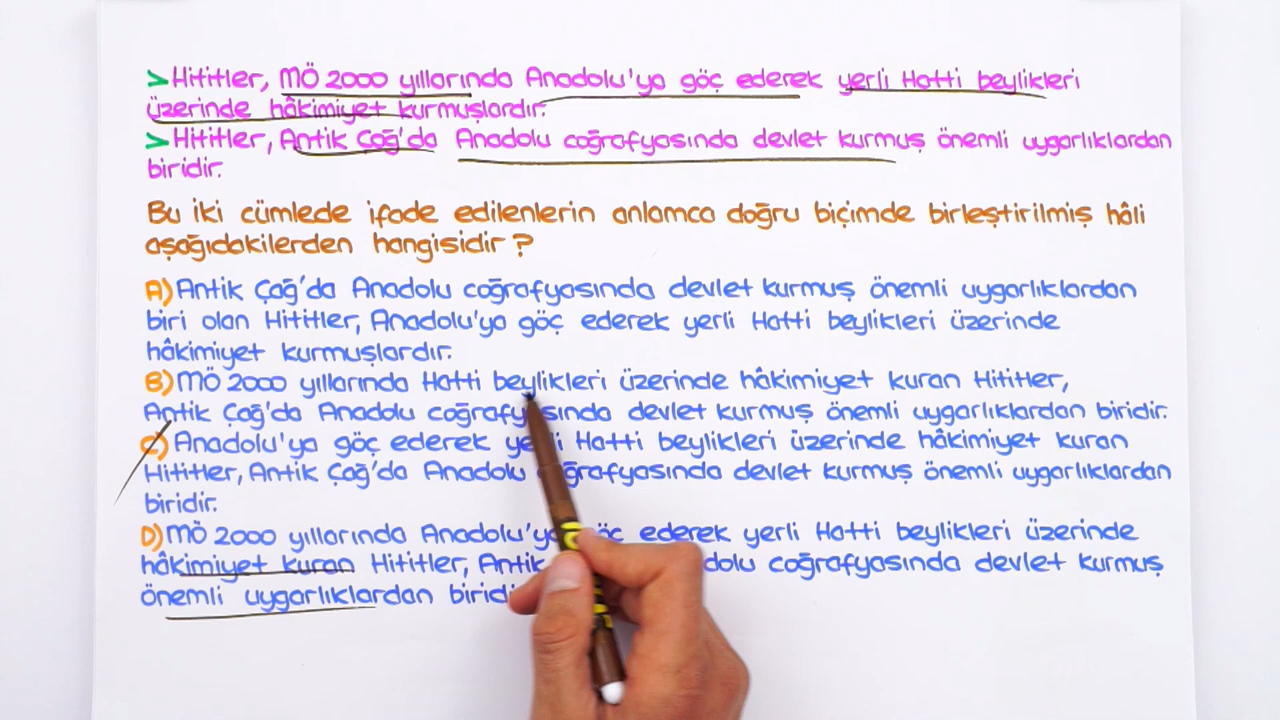 >Hititler, MÖ 2000 yıllarında Anadolu'ya göç ederek yerli Hatti beylikleri
üzerinde hâkimiyet kurmuşlardır.
>Hititler, Antik Çağ'da Anadolu coğrafyasında devlet kurmuş önemli uygarlıklardan
biridir.
Bu iki cümlede ifade edilenlerin anlamca doğru biçimde birleştirilmiş hâli
aşağıdakilerden hangisidir?
A) Antik Çağ'da Anadolu coğrafyasında devlet kurmuş önemli uygarlıklardan
biri olan Hititler, Anadolu'ya göç ederek yerli Hatti beylikleri üzerinde
hâkimiyet kurmuşlardır.
B) MÖ 2000 yıllarında Hatti beylikleri üzerinde hâkimiyet kuran Hititler,
Antik Çağ'da Anadolu coğrafyasında devlet kurmuş önemli uygarlıklardan biridir.
C) Anadolu'ya göç ederek yerli Hatti beylikleri üzerinde hâkimiyet kuran
Hititler, Antik Çağ'da Anadolu coğrafyasında devlet kurmuş önemli uygarlıklardan
biridir.
D) MÖ 2000 yıllarında Anadolu'ya göç ederek yerli Hatti beylikleri üzerinde
hâkimiyet kuran Hititler, Antik coğrafyasında devlet kurmuş
önemli uygarlıklardan